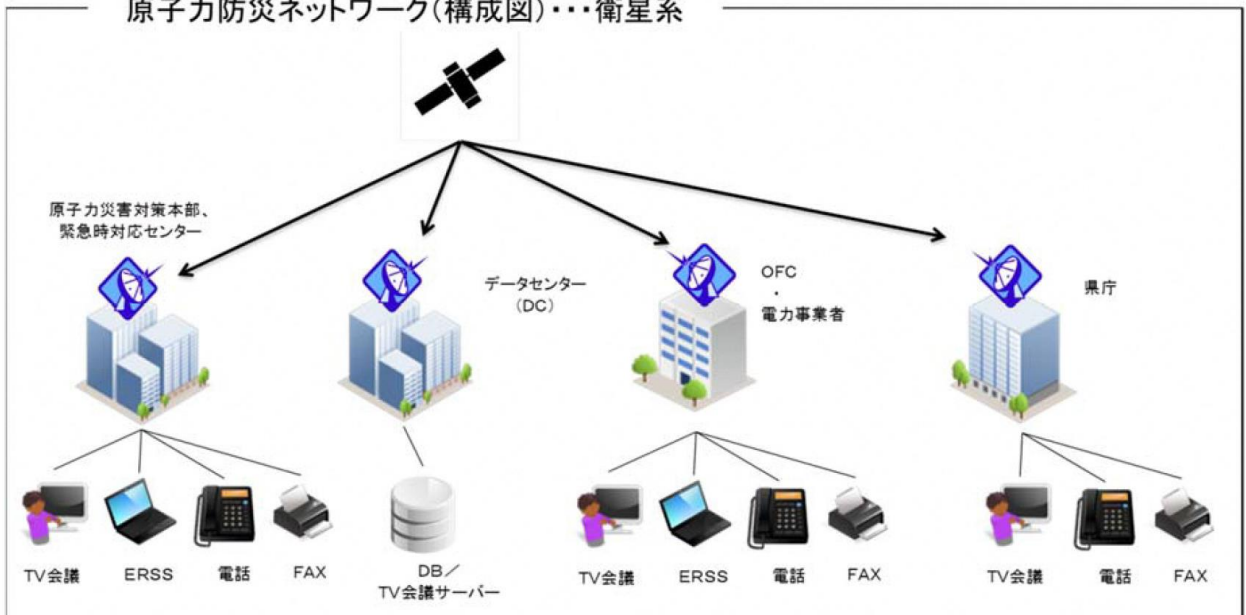 原子力防災ネットワーク(構成図)・・・衛星系
原子力災害対策本部、
緊急時対応センター
データセンター
(DC)
OFC
・
電力事業者
県庁
TV会議
ERSS
電話
FAX
DB／
TV会議サーバー
TV会議
ERSS
電話
FAX
TV会議
電話
FAX